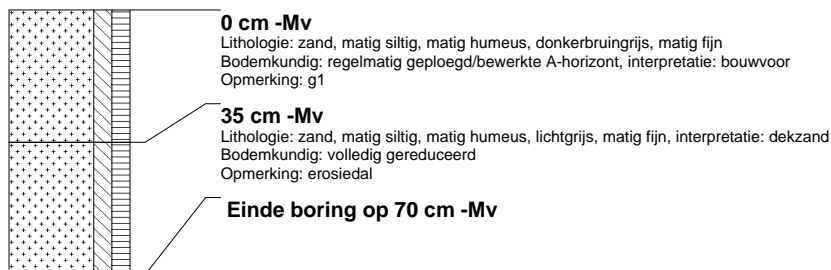 0 cm -Mv
Lithologie: zand, matig siltig, matig humeus, donkerbruingrijs, matig fijn
Bodemkundig: regelmatig geploegd/bewerkte A-horizont, interpretatie: bouwvoor
Opmerking: g1
35 cm -Mv
Lithologie: zand, matig siltig, matig humeus, lichtgrijs, matig fijn, interpretatie: dekzand
Bodemkundig: volledig gereduceerd
Opmerking: erosiedal
Einde boring op 70 cm -Mv